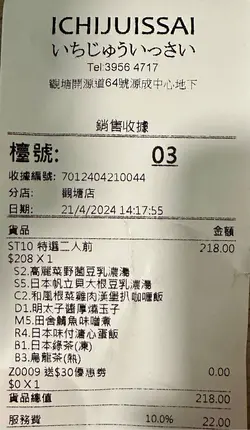 ICHIJUISSAI
いちじゅういっさい
Tel:3956 4717
觀塘開源道64號源成中心地下
銷售收據
檯號: 03
收據編號: 7012404210044
分店: 觀塘店
日期: 21/4/2024 14:17:55
貨品 金額
ST10 特選二人前 218.00
$208 X 1
S2.高麗菜野菌豆乳濃湯
S5.日本帆立貝大根豆乳濃湯
C2.和風根菜雞肉漢堡扒咖喱飯
D1.明太子醬厚燒玉子
M5.田舎鯖魚味噌煮
R4.日本味付溏心蛋飯
B1.日本綠茶(凍)
B3.烏龍茶(熱)
Z0009 送$30優惠劵 0.00
$0 X 1
貨品總值 218.00
服務費 10.0% 22.00